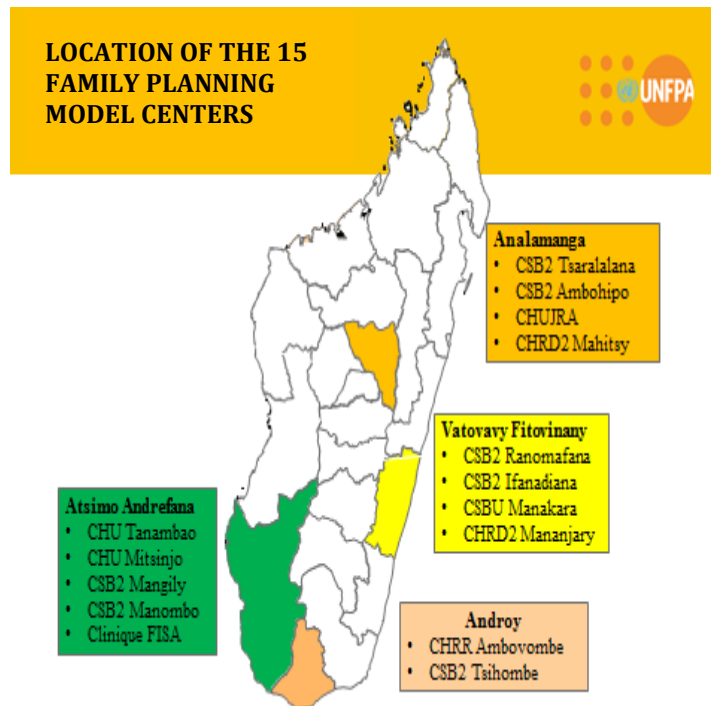 LOCATION OF THE 15
FAMILY PLANNING
MODEL CENTERS
UNFPA
Analamanga
• CSB2 Tsaralalana
• CSB2 Ambohipo
• CHUJRA
• CHRD2 Mahitsy
Vatovavy Fitovinany
• CSB2 Ranomafana
• CSB2 Ifanadiana
• CSBU Manakara
• CHRD2 Mananjary
Atsimo Andrefana
• CHU Tanambao
• CHU Mitsinjo
• CSB2 Mangily
• CSB2 Manombo
• Clinique FISA
Androy
• CHRR Ambovombe
• CSB2 Tsihombe